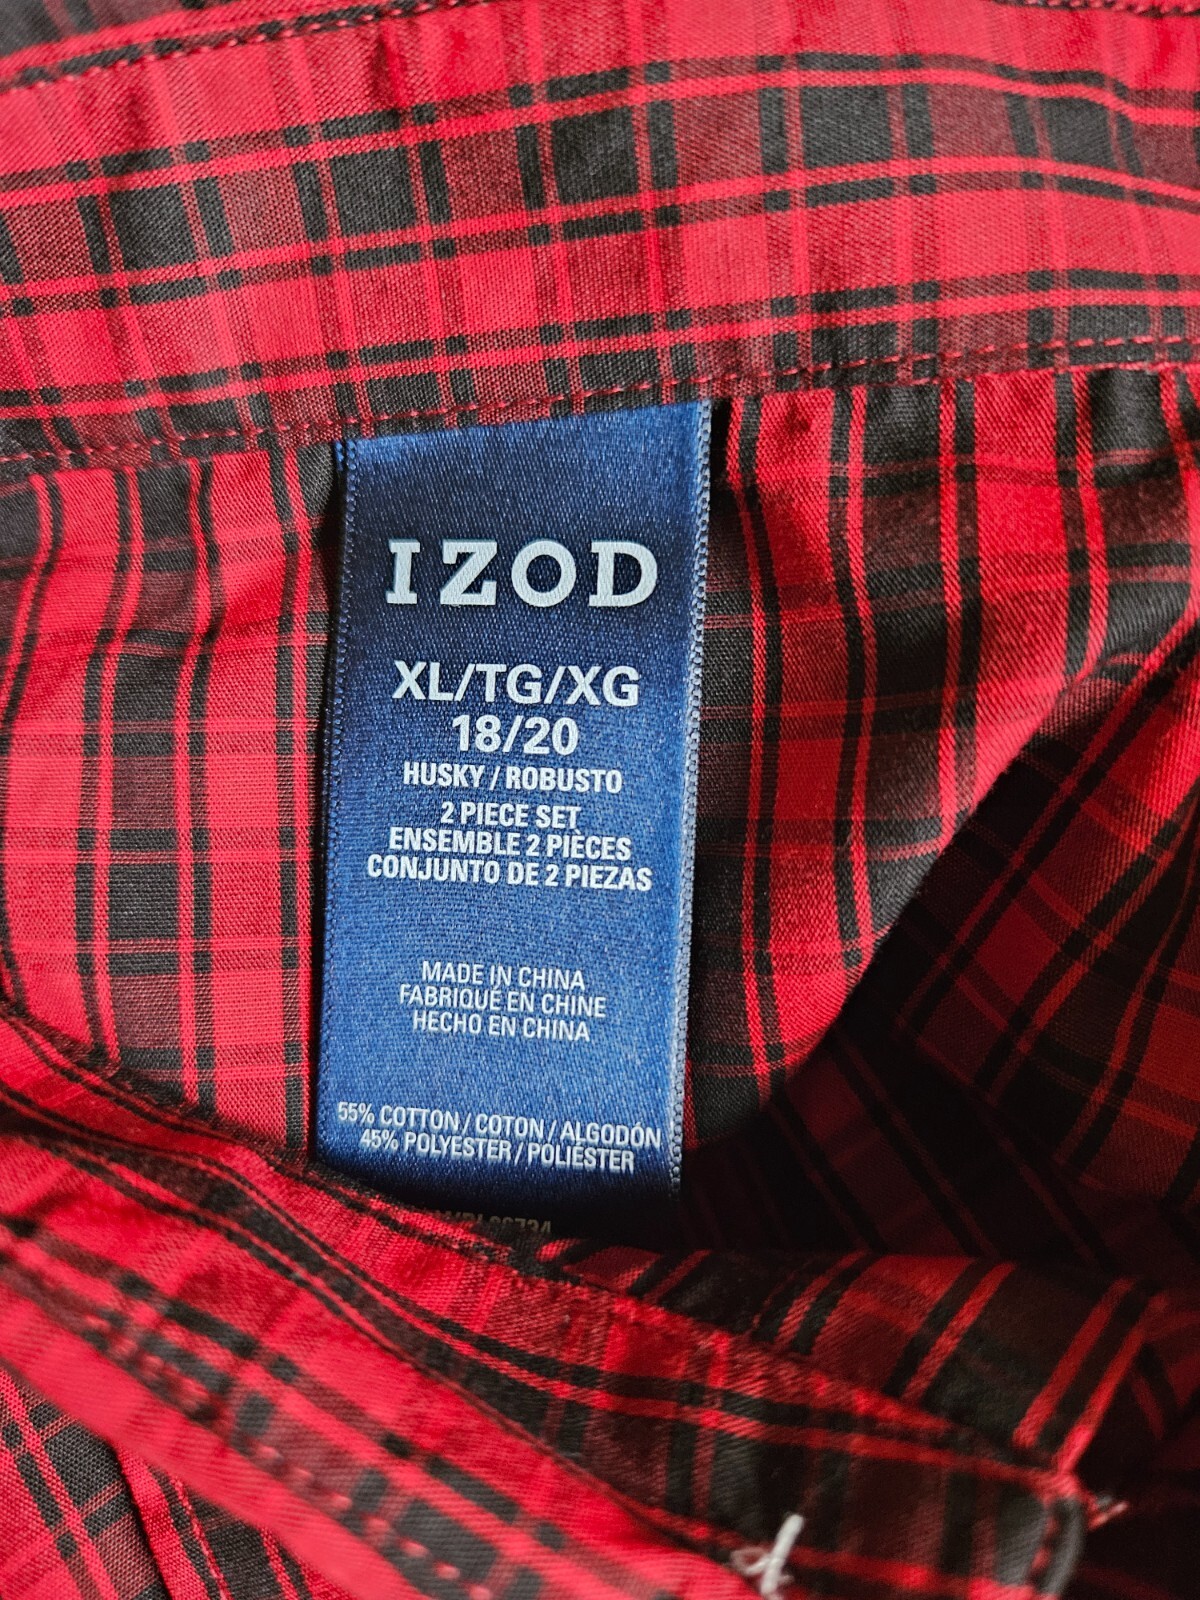 IZOD
XL/TG/XG
18/20
HUSKY / ROBUSTO
2 PIECE SET
ENSEMBLE 2 PIÈCES
CONJUNTO DE 2 PIEZAS
MADE IN CHINA
FABRIQUÉ EN CHINE
HECHO EN CHINA
55% COTTON / COTON / ALGODÓN
45% POLYESTER / POLIÉSTER